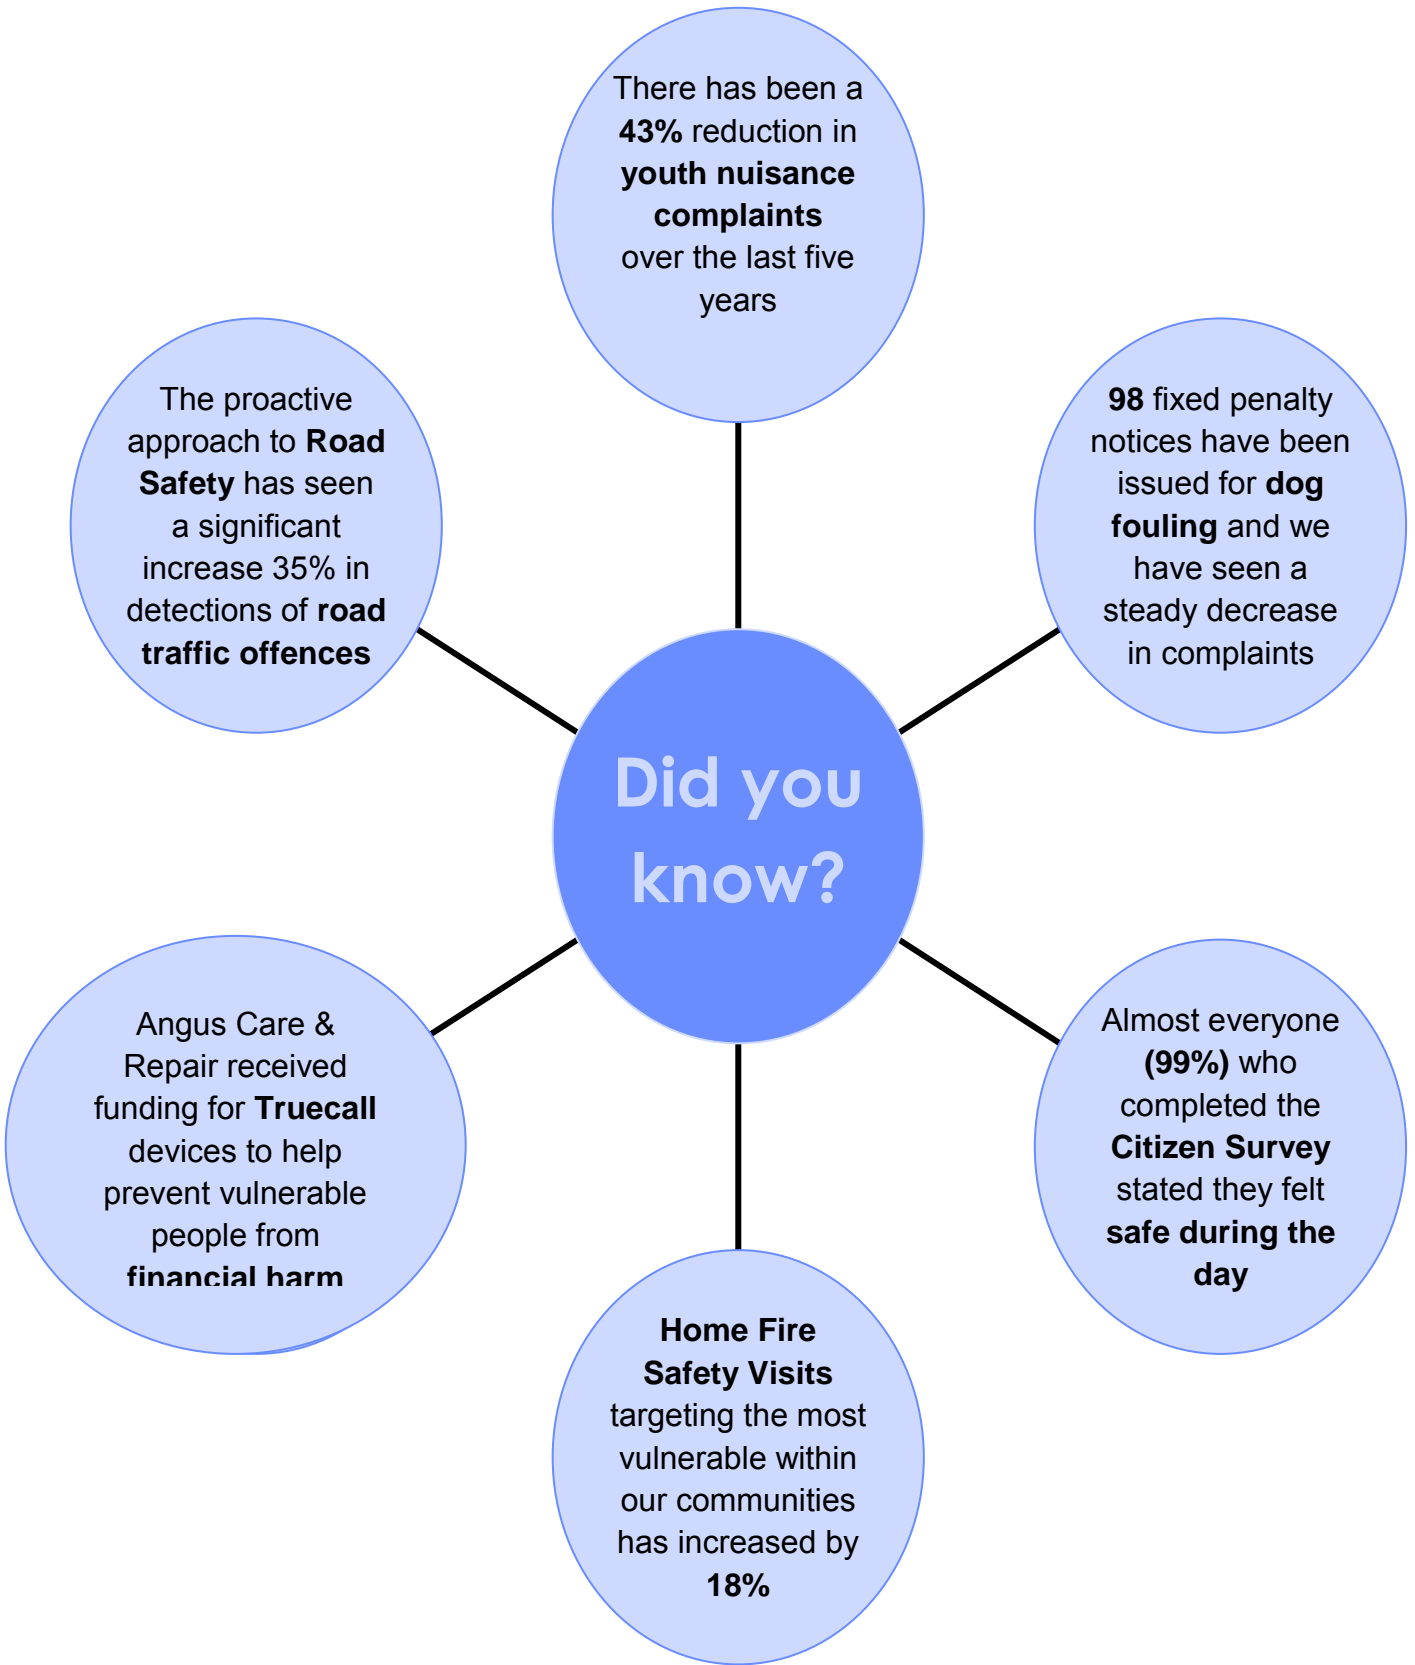 There has been a
43% reduction in
youth nuisance
complaints
over the last five
years
98 fixed penalty
notices have been
issued for dog
fouling and we
have seen a
steady decrease
in complaints
Almost everyone
(99%) who
completed the
Citizen Survey
stated they felt
safe during the
day
Home Fire
Safety Visits
targeting the most
vulnerable within
our communities
has increased by
18%
Angus Care &
Repair received
funding for Truecall
devices to help
prevent vulnerable
people from
financial harm
The proactive
approach to Road
Safety has seen
a significant
increase 35% in
detections of road
traffic offences
Did you
know?